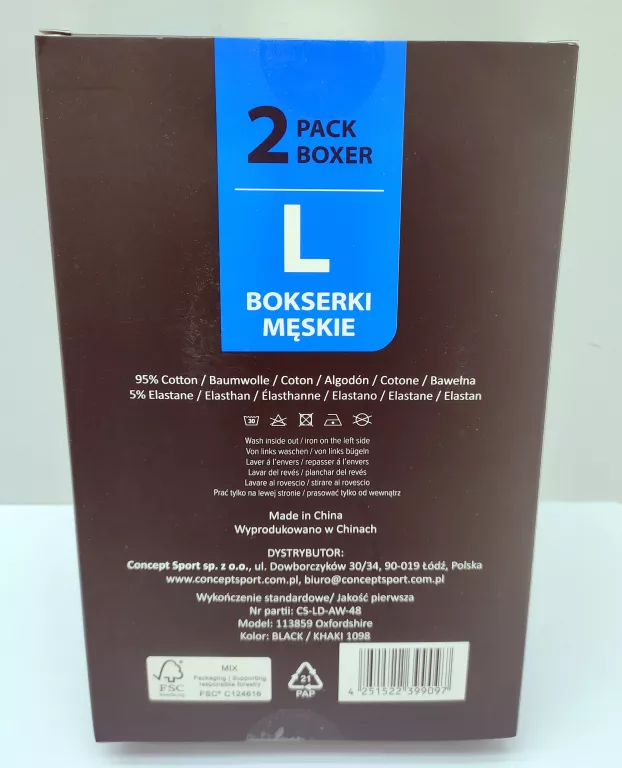 2 PACK
BOXER
L
BOKSERKI
MĘSKIE
95% Cotton / Baumwolle / Coton / Algodón / Cotone / Bawełna
5% Elastane / Elasthan / Élasthanne / Elastano / Elastane / Elastan
30
Wash inside out / iron on the left side
Von links waschen / von links bügeln
Laver á l'envers / repasser á l'envers
Lavar del revés / planchar del revés
Lavare al rovescio / stirare al rovescio
Prać tylko na lewej stronie / prasować tylko od wewnątrz
Made in China
Wyprodukowano w Chinach
DYSTRYBUTOR:
Concept Sport sp. z o.o., ul. Dowborczyków 30/34, 90-019 Łódź, Polska
www.conceptsport.com.pl, biuro@conceptsport.com.pl
Wykończenie standardowe/ Jakość pierwsza
Nr partii: CS-LD-AW-48
Model: 113859 Oxfordshire
Kolor: BLACK / KHAKI 1098
FSC
MIX
Packaging | Supporting
responsible forestry
FSC® C124616
21
PAP
4 251522 399097